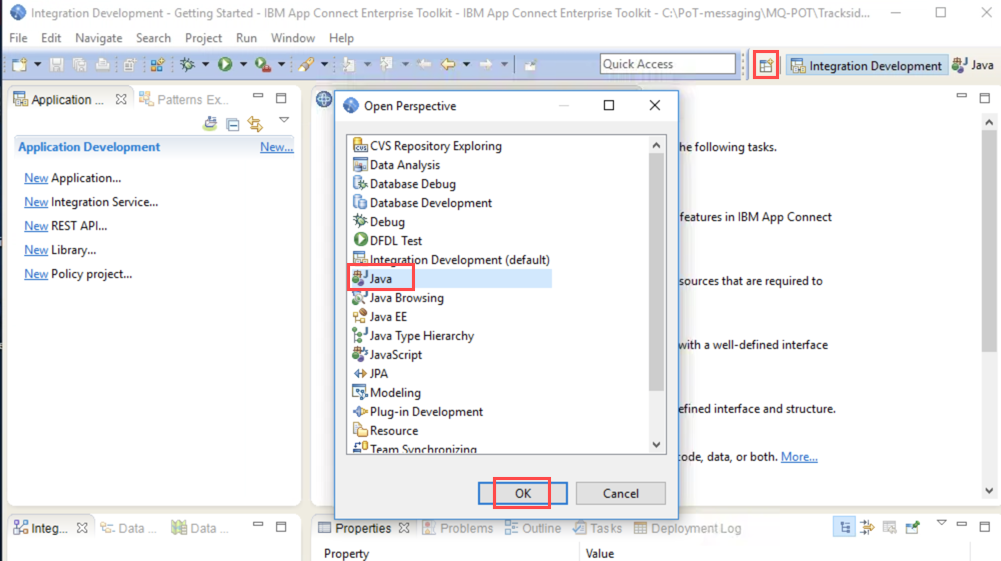 Integration Development - Getting Started - IBM App Connect Enterprise Toolkit - IBM App Connect Enterprise Toolkit - C:\PoT-messaging\MQ-POT\Tracksid...
File Edit Navigate Search Project Run Window Help
Quick Access
Integration Development
Java
Application ...
Patterns Ex...
Application Development
New...
New Application...
New Integration Service...
New REST API...
New Library...
New Policy project...
Open Perspective
CVS Repository Exploring
Data Analysis
Database Debug
Database Development
Debug
DFDL Test
Integration Development (default)
Java
Java Browsing
Java EE
Java Type Hierarchy
JavaScript
JPA
Modeling
Plug-in Development
Resource
Team Synchronizing
OK
Cancel
he following tasks.
features in IBM App Connect
sources that are required to
with a well-defined interface
efined interface and structure.
code, data, or both. More...
Integ...
Data ...
Data ...
Properties
Problems
Outline
Tasks
Deployment Log
Property
Value